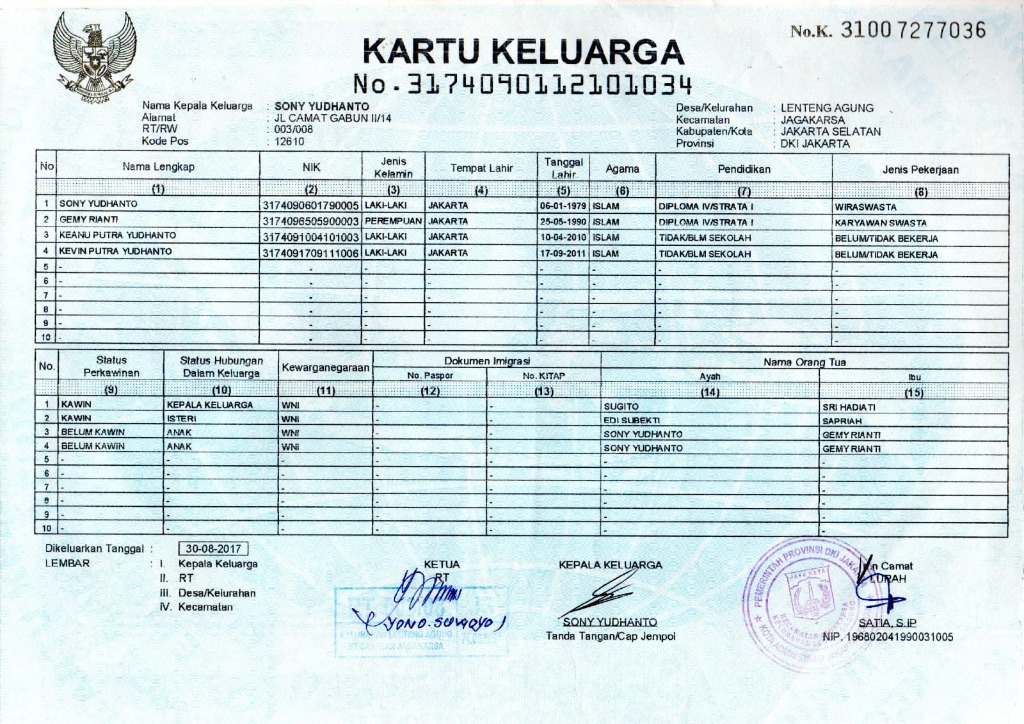 No.K. 31007277036
KARTU KELUARGA
No.3174090112101034
Nama Kepala Keluarga : SONY YUDHANTO
Alamat : JL CAMAT GABUN II/14
RT/RW : 003/008
Kode Pos : 12610
Desa/Kelurahan : LENTENG AGUNG
Kecamatan : JAGAKARSA
Kabupaten/Kota : JAKARTA SELATAN
Provinsi : DKI JAKARTA
No Nama Lengkap NIK Jenis Kelamin Tempat Lahir Tanggal Lahir Agama Pendidikan Jenis Pekerjaan
(1) (2) (3) (4) (5) (6) (7) (8)
1 SONY YUDHANTO 3174090601790005 LAKI-LAKI JAKARTA 06-01-1979 ISLAM DIPLOMA IV/STRATA I WIRASWASTA
2 GEMY RIANTI 3174096505900003 PEREMPUAN JAKARTA 25-05-1990 ISLAM DIPLOMA IV/STRATA I KARYAWAN SWASTA
3 KEANU PUTRA YUDHANTO 3174091004101003 LAKI-LAKI JAKARTA 10-04-2010 ISLAM TIDAK/BLM SEKOLAH BELUM/TIDAK BEKERJA
4 KEVIN PUTRA YUDHANTO 3174091709111006 LAKI-LAKI JAKARTA 17-09-2011 ISLAM TIDAK/BLM SEKOLAH BELUM/TIDAK BEKERJA
5 - - - - - - - -
6 - - - - - - - -
7 - - - - - - - -
8 - - - - - - - -
9 - - - - - - - -
10 - - - - - - - -
No. Status Perkawinan Status Hubungan Dalam Keluarga Kewarganegaraan Dokumen Imigrasi Nama Orang Tua
No. Paspor No. KITAP Ayah Ibu
(9) (10) (11) (12) (13) (14) (15)
1 KAWIN KEPALA KELUARGA WNI - - SUGITO SRI HADIATI
2 KAWIN ISTERI WNI - - EDI SUBEKTI SAPRIAH
3 BELUM KAWIN ANAK WNI - - SONY YUDHANTO GEMY RIANTI
4 BELUM KAWIN ANAK WNI - - SONY YUDHANTO GEMY RIANTI
5 - - - - - - -
6 - - - - - - -
7 - - - - - - -
8 - - - - - - -
9 - - - - - - -
10 - - - - - - -
Dikeluarkan Tanggal : 30-08-2017
LEMBAR : I. Kepala Keluarga
II. RT
III. Desa/Kelurahan
IV. Kecamatan
KETUA
RT
LENTENG AGUNG
JAGAKARSA
KEPALA KELUARGA
SONY YUDHANTO
Tanda Tangan/Cap Jempol
PEMERINTAH PROVINSI DKI JAKARTA
JAYA RAYA
Camat
LURAH
SATIA, S.IP
NIP. 196802041990031005